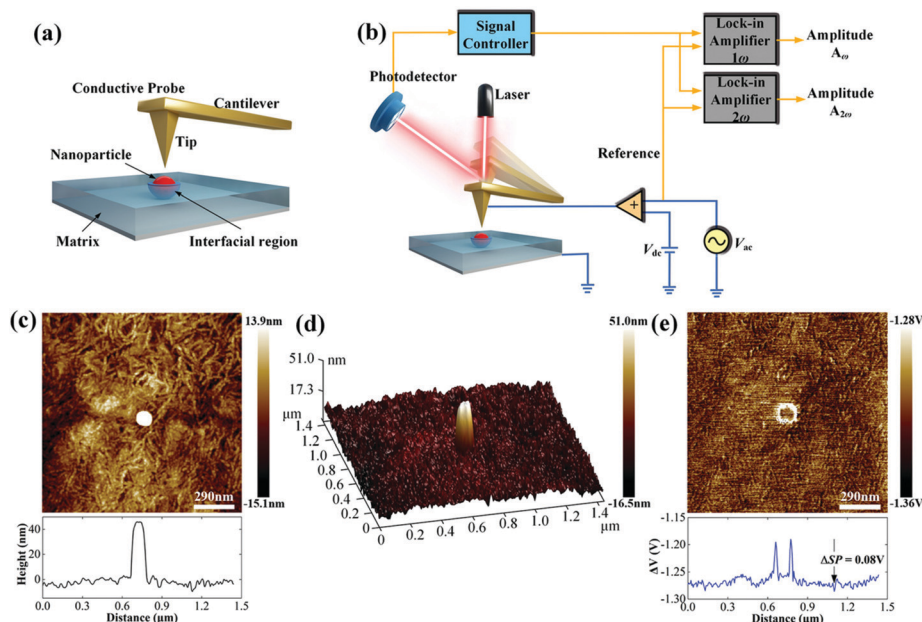 (a)
Conductive Probe
Cantilever
Tip
Nanoparticle
Matrix
Interfacial region
(b)
Signal
Controller
Photodetector
Laser
Lock-in
Amplifier
1ω
Amplitude
Aω
Lock-in
Amplifier
2ω
Amplitude
A2ω
Reference
+
Vdc
Vac
(c)
13.9nm
-15.1nm
290nm
Height (nm)
40
20
0
0.0 0.3 0.6 0.9 1.2 1.5
Distance (μm)
(d)
51.0 nm
17.3
μm
1.4
1.2
1.0
0.8
0.6
0.4
0.2
0
0 0.2 0.4 0.6 0.8 1.0 1.2 1.4
μm
51.0nm
-16.5nm
(e)
-1.28V
-1.36V
290nm
ΔV (V)
-1.15
-1.20
-1.25
-1.30
ΔSP = 0.08V
0.0 0.3 0.6 0.9 1.2 1.5
Distance (μm)